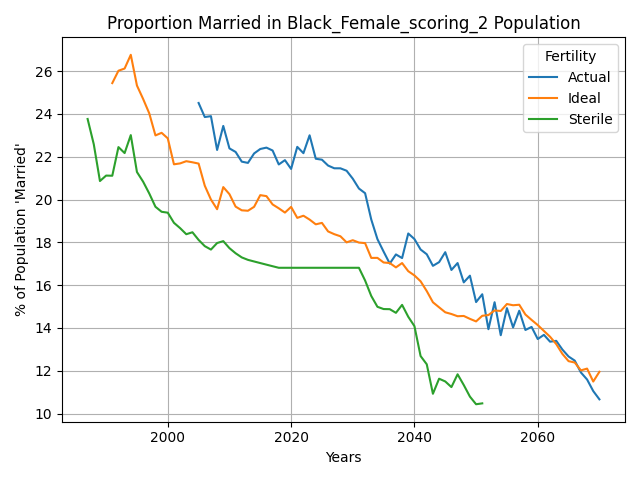 Proportion Married in Black_Female_scoring_2 Population
Fertility
Actual
Ideal
Sterile
% of Population 'Married'
26
24
22
20
18
16
14
12
10
2000
2020
2040
2060
Years